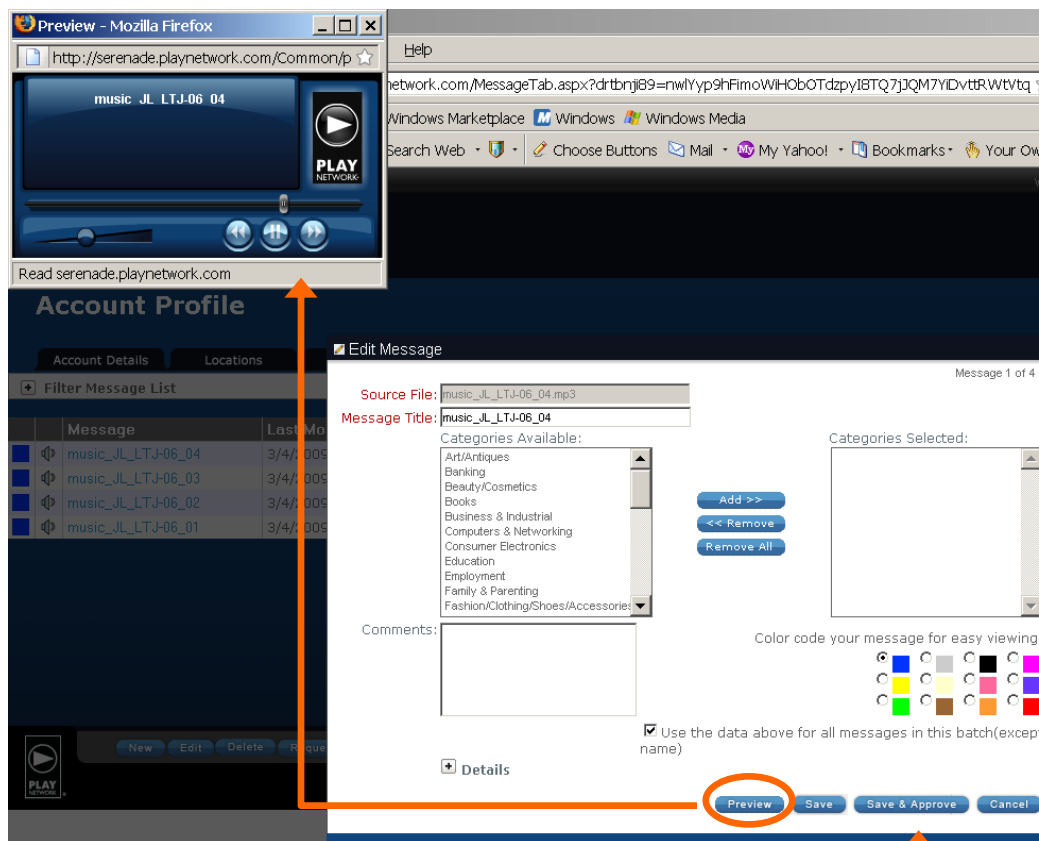 Preview - Mozilla Firefox
http://serenade.playnetwork.com/Common/p
music JL LTJ-06 04
PLAY
NETWORK
Read serenade.playnetwork.com
Help
network.com/MessageTab.aspx?
Windows Marketplace Windows Windows Media
Search Web Choose Buttons Mail My Yahoo! Bookmarks Your Ow
Account Profile
Account Details Locations
Filter Message List
Message Last Mo
music_JL_LTJ-06_04 3/4/2009
music_JL_LTJ-06_03 3/4/2009
music_JL_LTJ-06_02 3/4/2009
music_JL_LTJ-06_01 3/4/2009
New Edit Delete Reque
PLAY
NETWORK
Edit Message
Message 1 of 4
Source File: music_JL_LTJ-06_04.mp3
Message Title: music_JL_LTJ-06_04
Categories Available: Categories Selected:
Art/Antiques
Banking
Beauty/Cosmetics
Books
Business & Industrial
Computers & Networking
Consumer Electronics
Education
Employment
Family & Parenting
Fashion/Clothing/Shoes/Accessories
Add >>
<< Remove
Remove All
Comments:
Color code your message for easy viewing
Use the data above for all messages in this batch(except
name)
Details
Preview Save Save & Approve Cancel